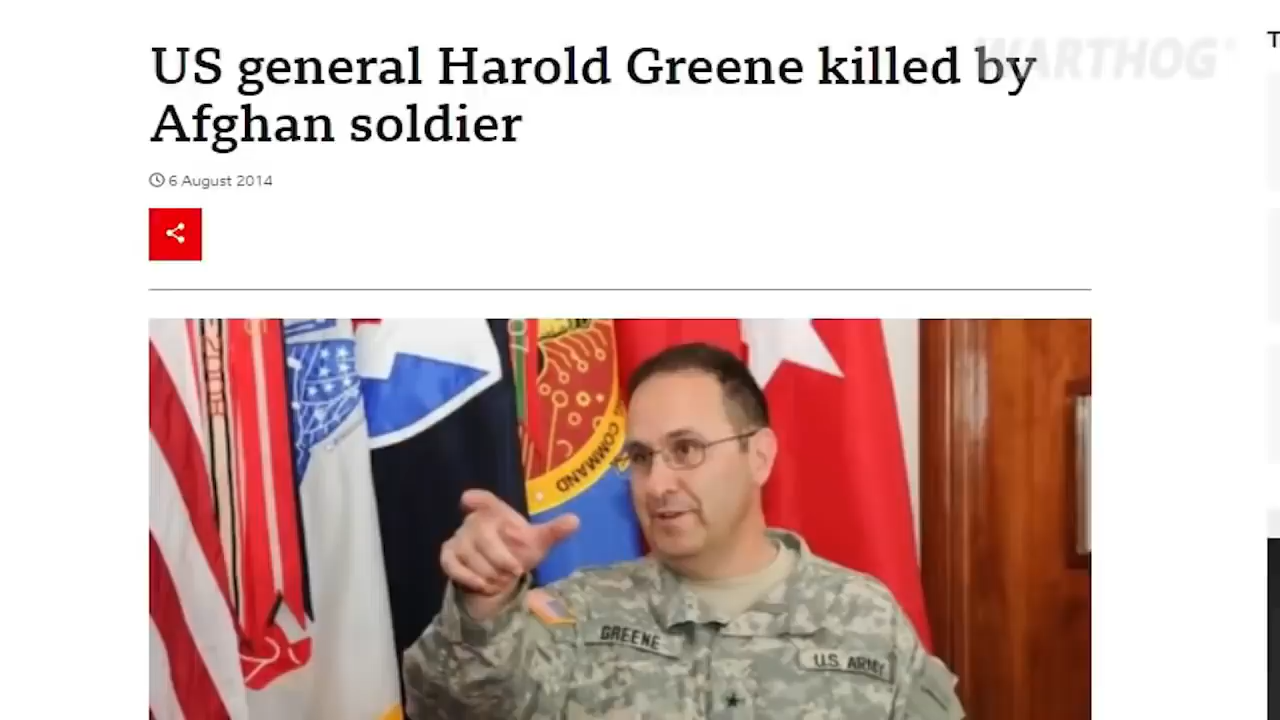 WARTHOG
T
US general Harold Greene killed by
Afghan soldier
6 August 2014
COMMAND
GREENE
U.S. ARMY